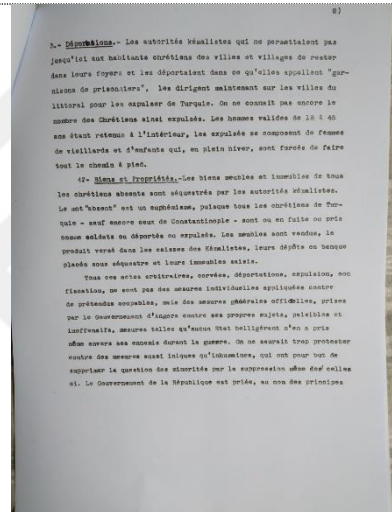 8)
3.- Déportations.- Les autorités kémalistes qui ne permettaient pas
jusqu'ici aux habitants chrétiens des villes et villages de rester
dans leurs foyers et les déportaient dans ce qu'elles appellent "gar-
nisons de prisonniers", les dirigent maintenant sur les villes du
littoral pour les expulser de Turquie. On ne connait pas encore le
nombre des Chrétiens ainsi expulsés. Les hommes valides de 18 à 45
ans étant retenus à l'intérieur, les expulsés se composent de femmes
de vieillards et d'enfants qui, en plein hiver, sont forcés de faire
tout le chemin à pied.
4?- Biens et Propriétés.-Les biens meubles et immeubles de tous
les chrétiens absents sont séquestrés par les autorités kémalistes.
Le mot "absent" est un euphémisme, puisque tous les chrétiens de Tur-
quie - sauf encore ceux de Constantinople - sont ou en fuite ou pris
comme soldats ou déportés ou expulsés. Les meubles sont vendus, le
produit versé dans les caisses des Kémalistes, leurs dépôts en banque
placés sous séquestre et leurs immeubles saisis.
Tous ces actes arbitraires, corvées, déportations, expulsion, con
fiscation, ne sont pas des mesures individuelles appliquées contre
de prétendus coupables, mais des mesures générales officielles, prises
par le Gouvernement d'Angora contre ses propres sujets, paisibles et
inoffensifs, mesures telles qu'aucun Etat belligérant n'en a pris
même envers ses ennemis durant la guerre. On ne saurait trop protester
contre des mesures aussi iniques qu'inhumaines, qui ont pour but de
supprimer la question des minorités par la suppression même de celles
ci. Le Gouvernement de la République est priée, au nom des principes